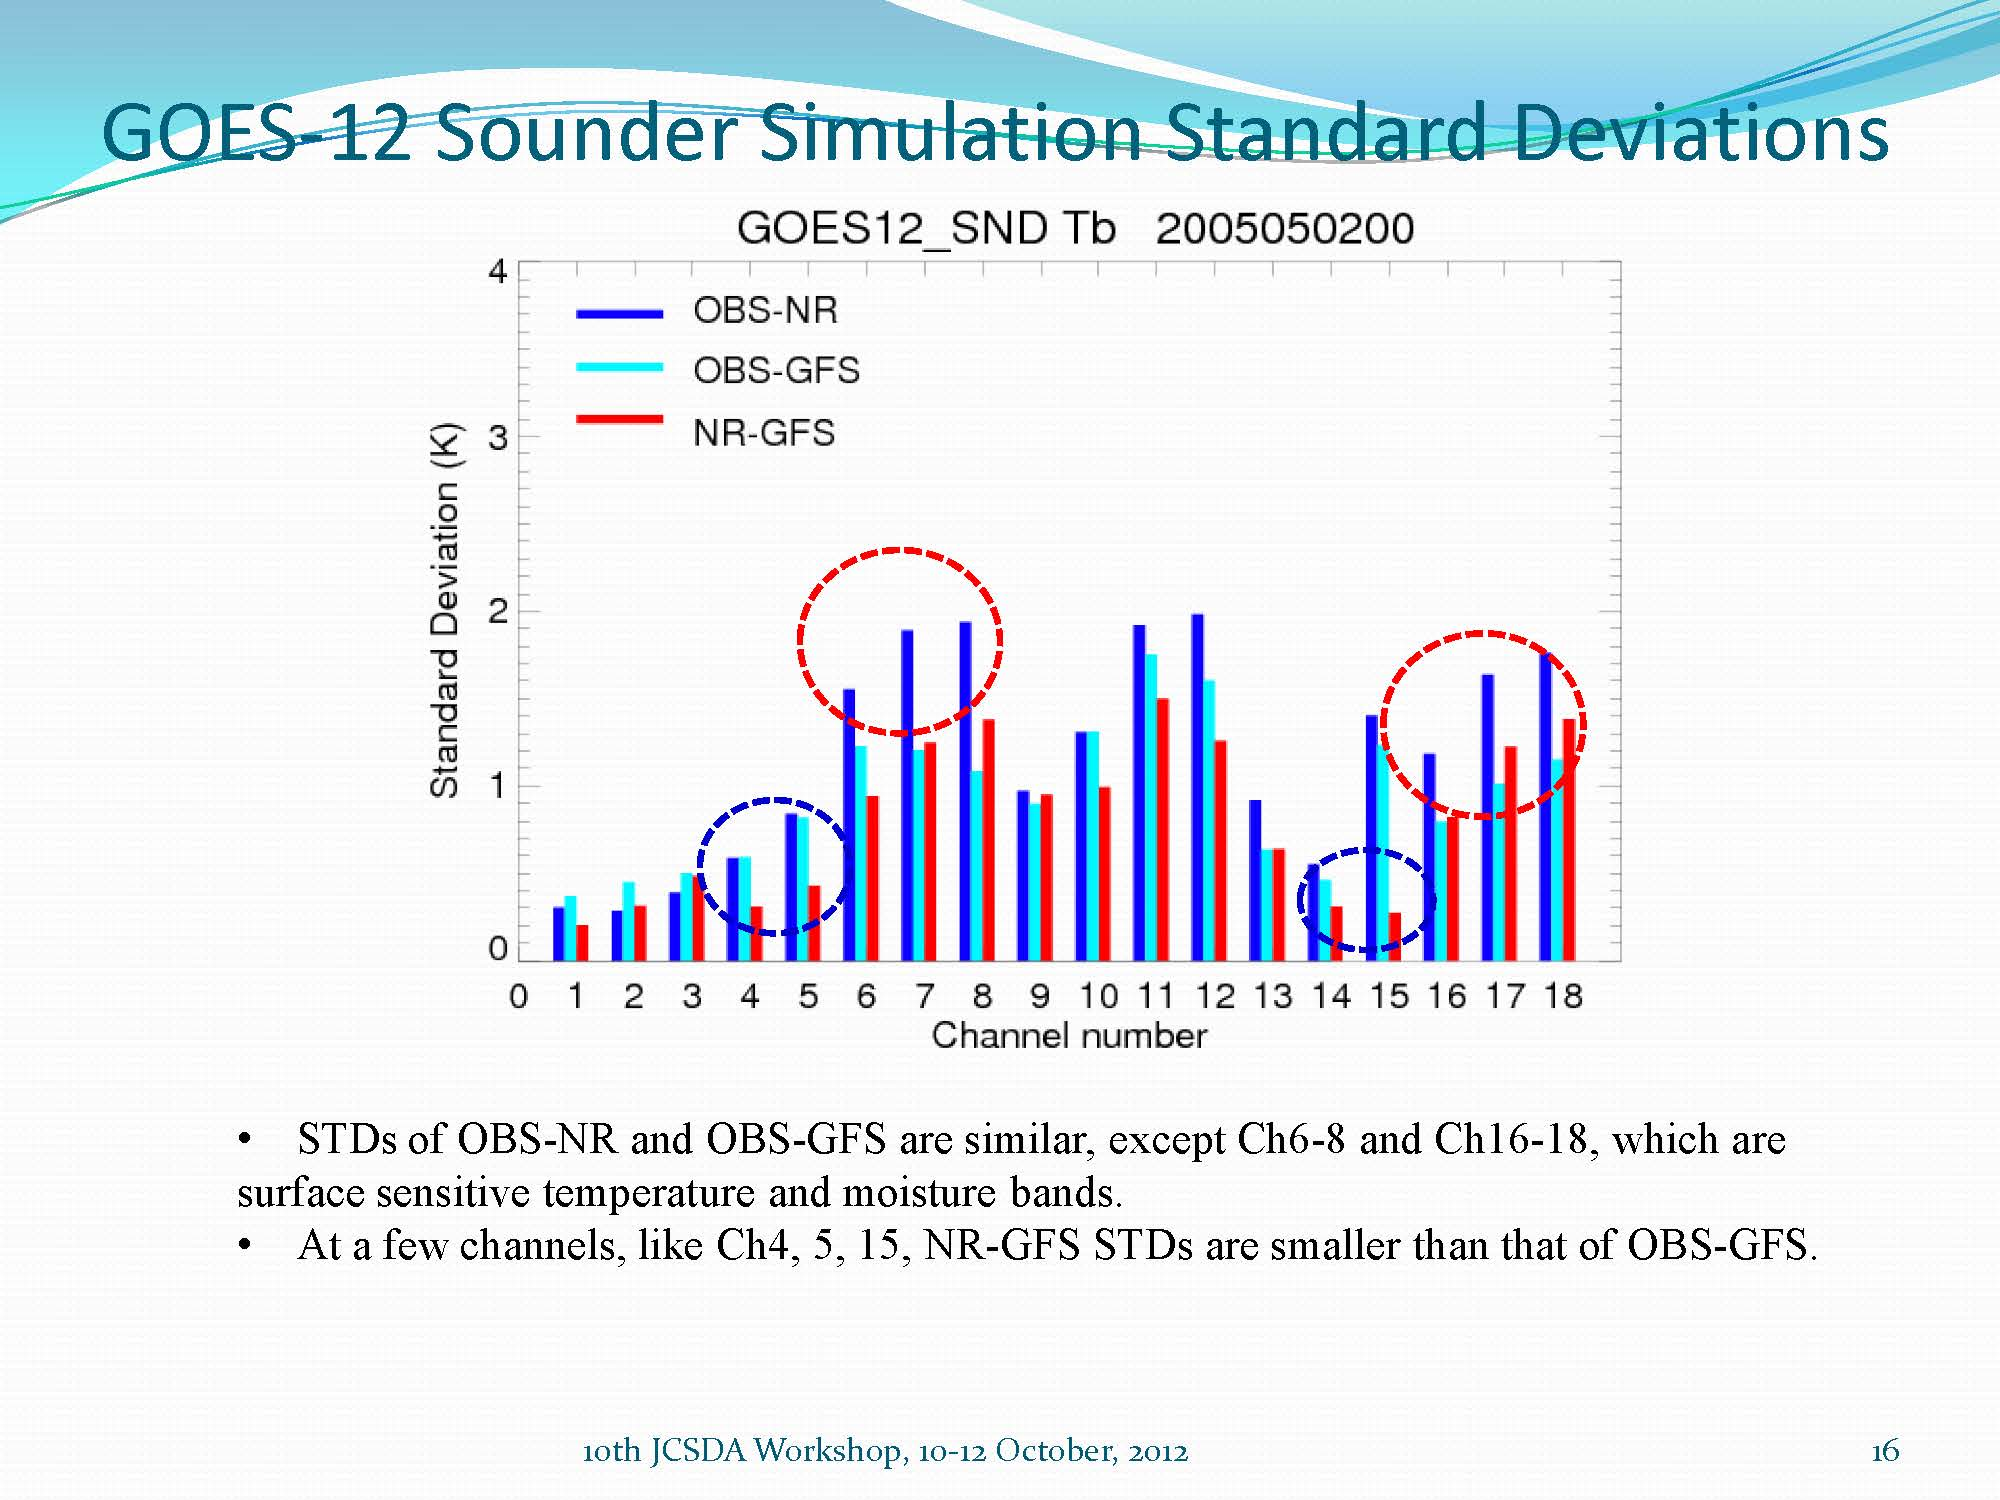 GOES-12 Sounder Simulation Standard Deviations
GOES12_SND Tb 2005050200
4
3
2
1
0
Standard Deviation (K)
OBS-NR
OBS-GFS
NR-GFS
0 1 2 3 4 5 6 7 8 9 10 11 12 13 14 15 16 17 18
Channel number
• STDs of OBS-NR and OBS-GFS are similar, except Ch6-8 and Ch16-18, which are
surface sensitive temperature and moisture bands.
• At a few channels, like Ch4, 5, 15, NR-GFS STDs are smaller than that of OBS-GFS.
10th JCSDA Workshop, 10-12 October, 2012
16